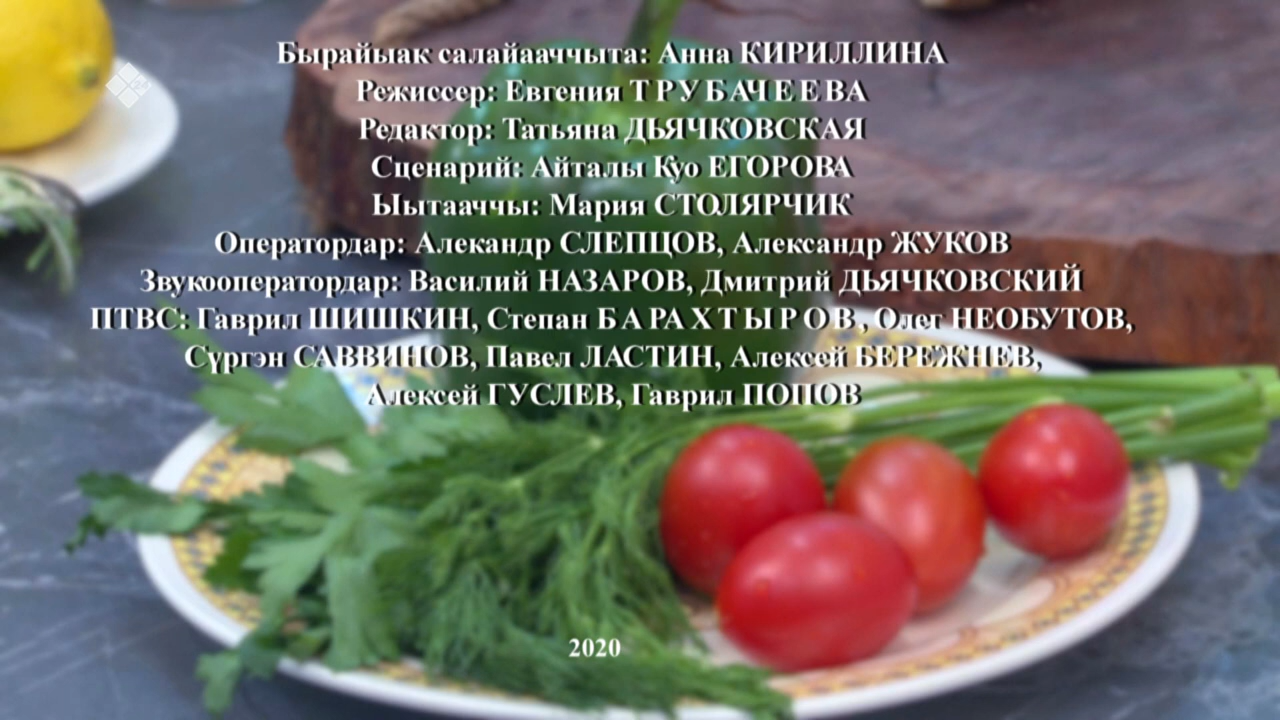 Бырайыак салайааччыта: Анна КИРИЛЛИНА
Режиссер: Евгения ТРУБАЧЕЕВА
Редактор: Татьяна ДЬЯЧКОВСКАЯ
Сценарий: Айталы Куо ЕГОРОВА
Ыытааччы: Мария СТОЛЯРЧИК
Оператордар: Алекандр СЛЕПЦОВ, Александр ЖУКОВ
Звукооператордар: Василий НАЗАРОВ, Дмитрий ДЬЯЧКОВСКИЙ
ПТВС: Гаврил ШИШКИН, Степан БАРАХТЫРОВ, Олег НЕОБУТОВ,
Сүргэн САВВИНОВ, Павел ЛАСТИН, Алексей БЕРЕЖНЕВ,
Алексей ГУСЛЕВ, Гаврил ПОПОВ
2020